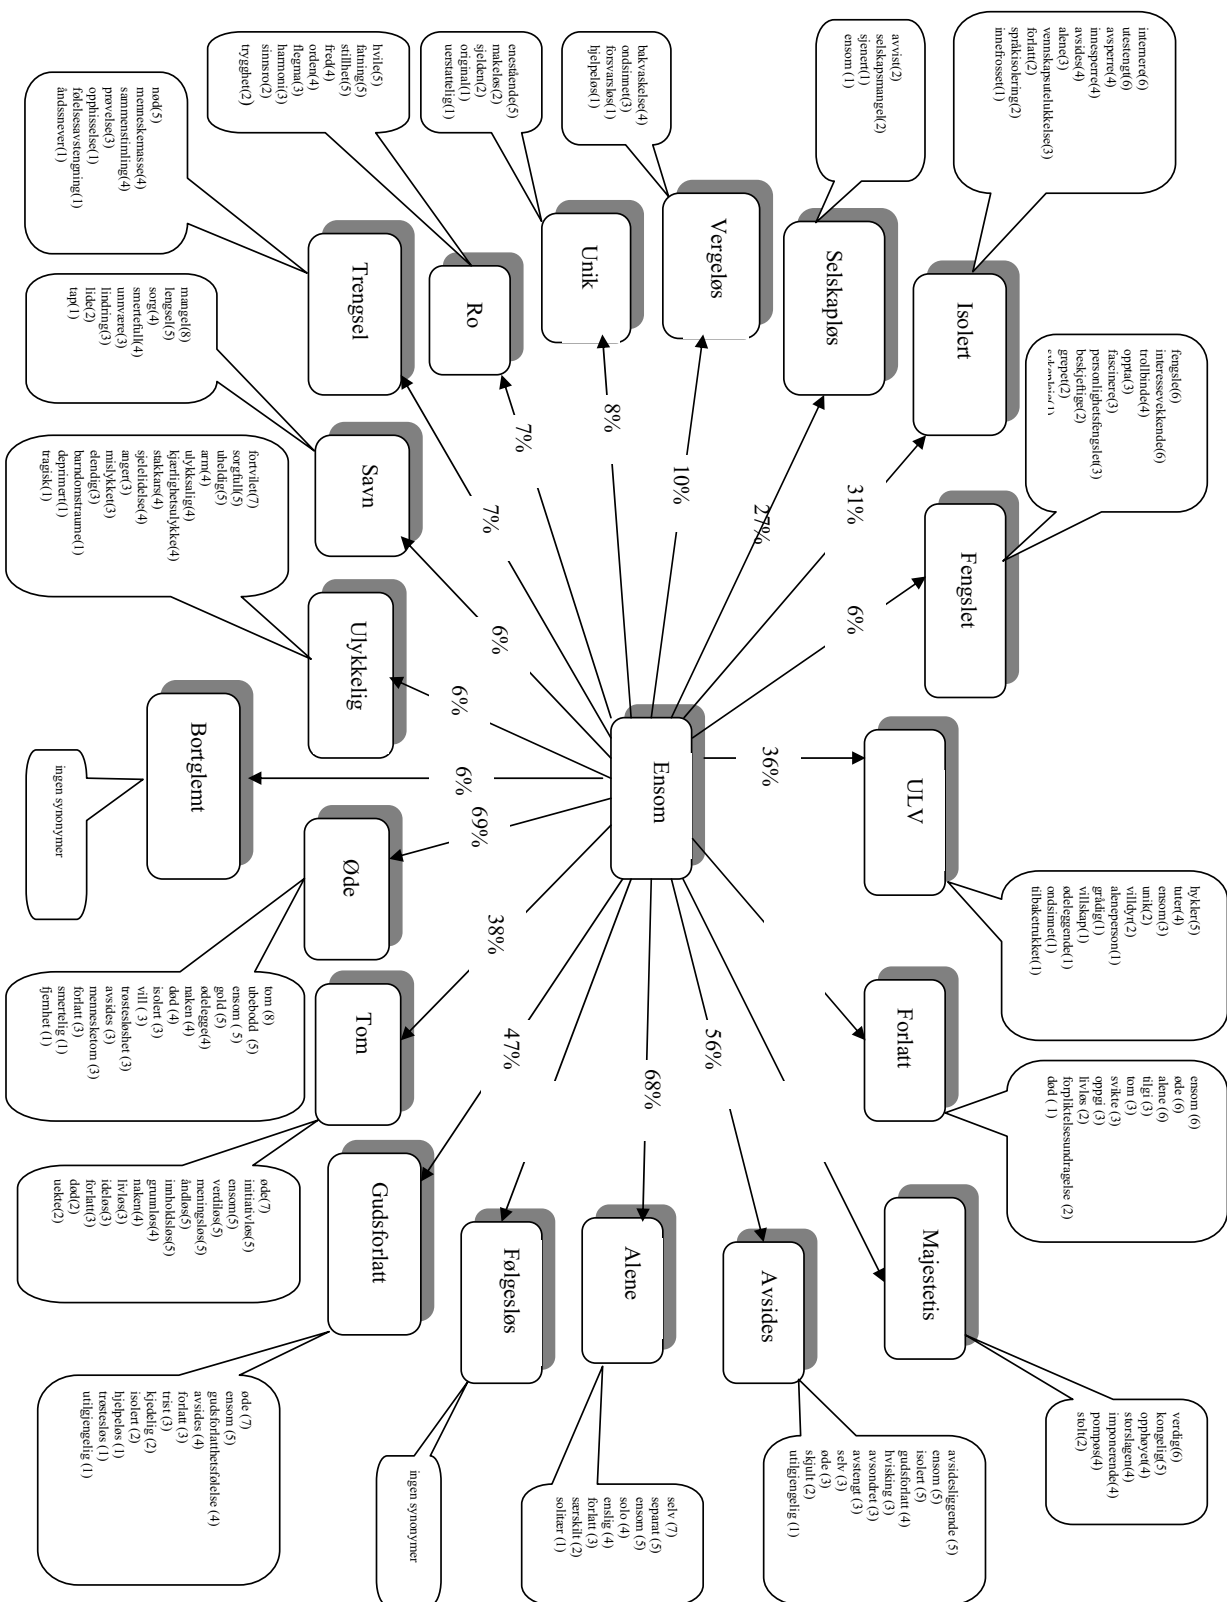 internere(6)
utestengt(6)
avsperre(4)
innesperre(4)
avsides(4)
alene(3)
vennskapsutelukkelse(3)
forlatt(2)
språkisolering(2)
innefrosset(1)
Isolert
31%
fengsle(6)
interessevekkende(6)
trollbinde(4)
oppta(3)
fascinere(3)
personlighetsfengslet(3)
beskjeftige(2)
grepet(2)
Fengslet
6%
hykler(5)
tuter(4)
ensom(3)
unik(2)
villdyr(2)
aleneperson(1)
grådig(1)
villskap(1)
ødeleggende(1)
ondsinnet(1)
tilbaketrukket(1)
ULV
36%
ensom (6)
øde (6)
alene (6)
tilgi (3)
tom (3)
svikte (3)
oppgi (3)
livløs (2)
forpliktelsesundragelse (2)
død ( 1)
Forlatt
verdig(6)
kongelig(5)
opphøyet(4)
storslagen(4)
imponerende(4)
pompøs(4)
stolt(2)
Majestetis
avvist(2)
selskapsmangel(2)
sjenert(1)
ensom (1)
Selskapløs
27%
avsidesliggende (5)
ensom (5)
isolert (5)
gudsforlatt (4)
hvisking (3)
avsondret (3)
avstengt (3)
selv (3)
øde (3)
skjult (2)
utilgjengelig (1)
Avsides
56%
bakvaskelse(4)
ondsinnet(3)
forsvarsløs(1)
hjelpeløs(1)
Vergeløs
10%
Ensom
selv (7)
separat (5)
ensom (5)
solo (4)
enslig (4)
forlatt (3)
særskilt (2)
solitær (1)
Alene
68%
enestående(5)
makeløs(2)
sjelden(2)
original(1)
uerstattelig(1)
Unik
8%
ingen synonymer
Følgesløs
hvile(5)
fatning(5)
stillhet(5)
fred(4)
orden(4)
flegma(3)
harmoni(3)
sinnsro(2)
trygghet(2)
Ro
7%
øde (7)
ensom (5)
gudsforlatthetsfølelse (4)
avsides (4)
forlatt (3)
trist (3)
kjedelig (2)
isolert (2)
hjelpeløs (1)
trøstesløs (1)
utilgjengelig (1)
Gudsforlatt
47%
nød(5)
menneskemasse(4)
sammenstimling(4)
prøvelse(3)
opphisselse(1)
følelsesavstengning(1)
åndssnever(1)
Trengsel
7%
øde(7)
initiativløs(5)
ensom(5)
verdiløs(5)
meningsløs(5)
åndløs(5)
innholdsløs(5)
grunnløs(4)
naken(4)
livløs(3)
ideløs(3)
forlatt(3)
død(2)
uekte(2)
Tom
38%
mangel(8)
lengsel(5)
sorg(4)
smertefull(4)
unnvære(3)
lindring(3)
lide(2)
tap(1)
Savn
6%
tom (8)
ubebodd (5)
ensom ( 5)
gold (5)
ødelegge(4)
naken (4)
død (4)
isolert (3)
vill ( 3)
trøstesløshet (3)
avsides (3)
mennesketom (3)
forlatt (3)
smertelig (1)
fjernhet (1)
Øde
69%
fortvilet(7)
sorgfull(5)
uheldig(5)
arm(4)
ulykksalig(4)
kjærlighetsulykke(4)
stakkars(4)
sjelelidelse(4)
anger(3)
mislykket(3)
elendig(3)
barndomstraume(1)
deprimert(1)
tragisk(1)
Ulykkelig
6%
ingen synonymer
Bortglemt
6%